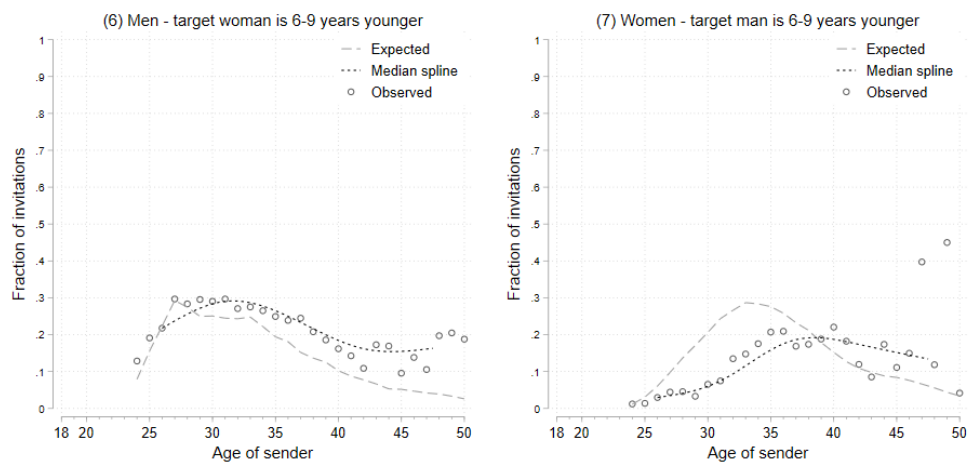 (6) Men - target woman is 6-9 years younger
1
.9
.8
.7
.6
.5
.4
.3
.2
.1
0
Fraction of invitations
Expected
Median spline
Observed
18 20 25 30 35 40 45 50
Age of sender
(7) Women - target man is 6-9 years younger
1
.9
.8
.7
.6
.5
.4
.3
.2
.1
0
Fraction of invitations
Expected
Median spline
Observed
18 20 25 30 35 40 45 50
Age of sender